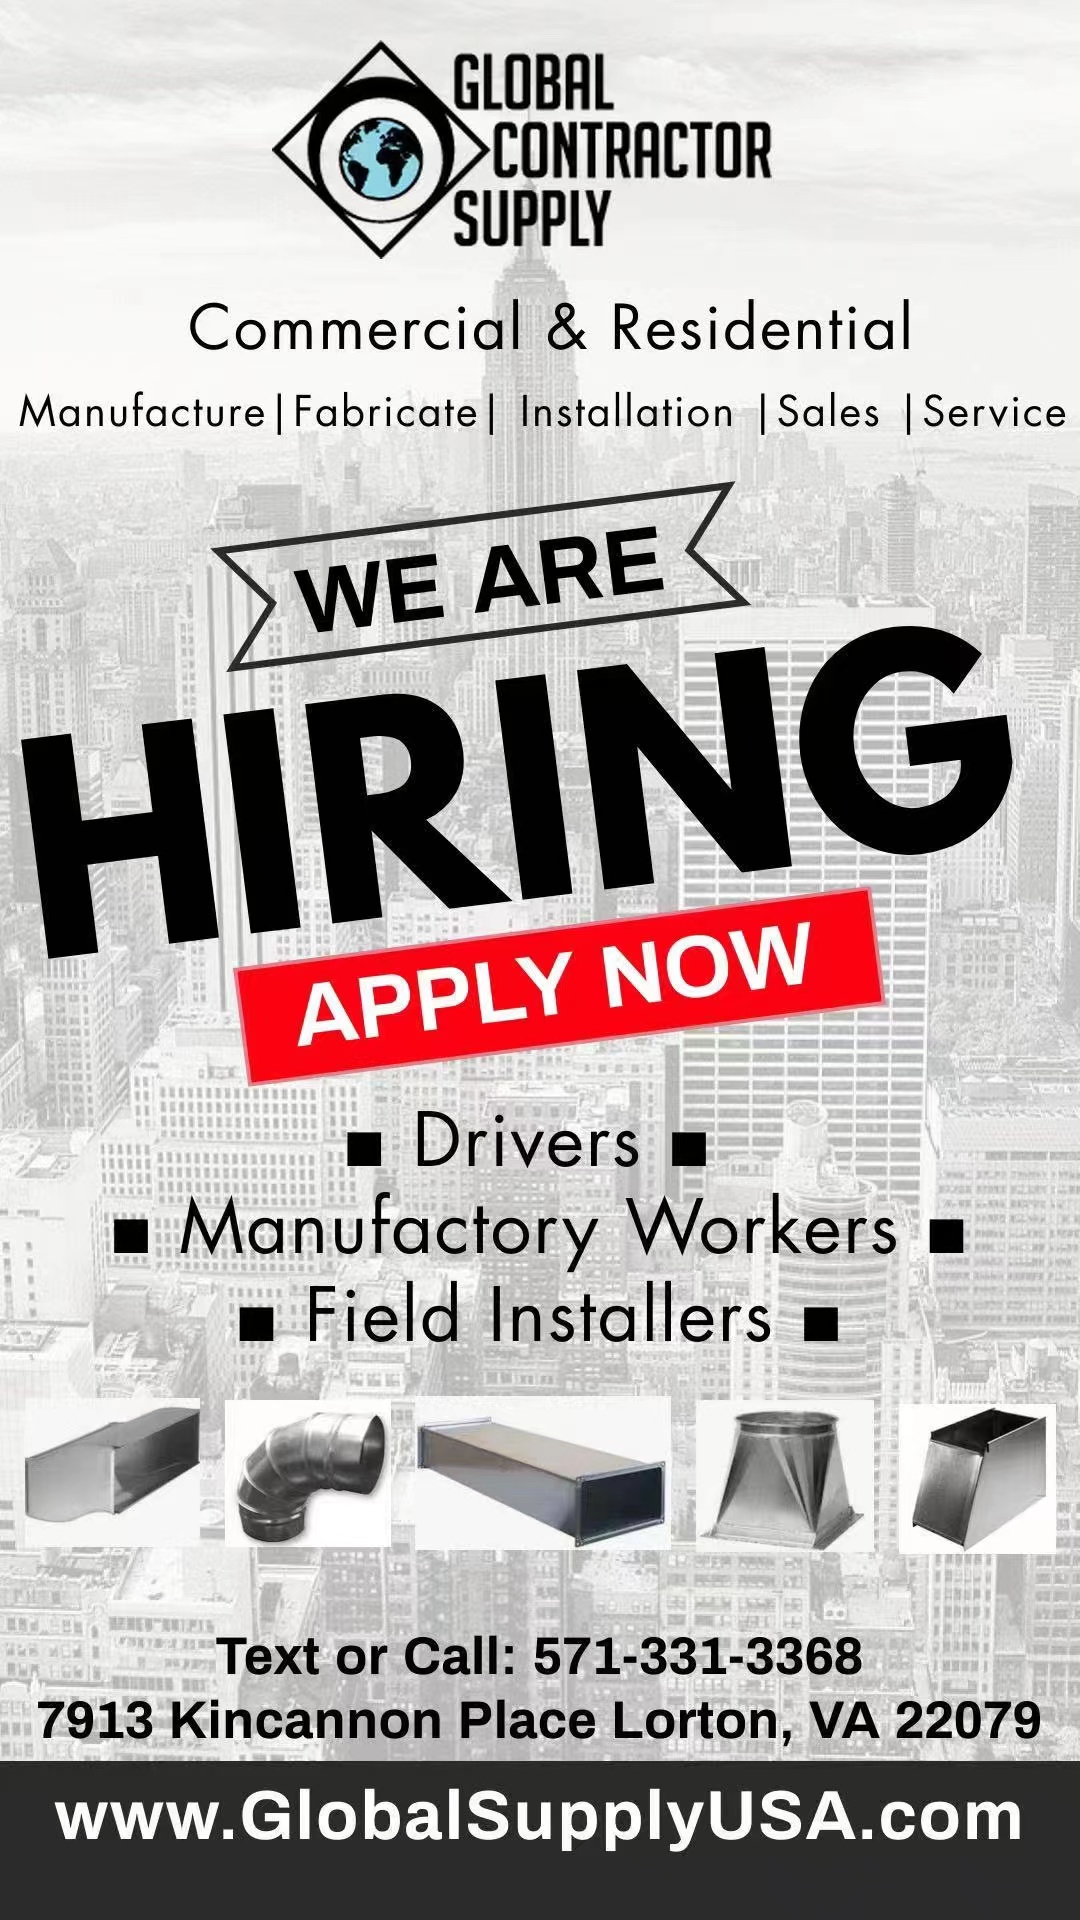 GLOBAL
CONTRACTOR
SUPPLY
Commercial & Residential
Manufacture|Fabricate| Installation |Sales |Service
WE ARE
HIRING
APPLY NOW
▪ Drivers ▪
▪ Manufactory Workers ▪
▪ Field Installers ▪
Text or Call: 571-331-3368
7913 Kincannon Place Lorton, VA 22079
www.GlobalSupplyUSA.com